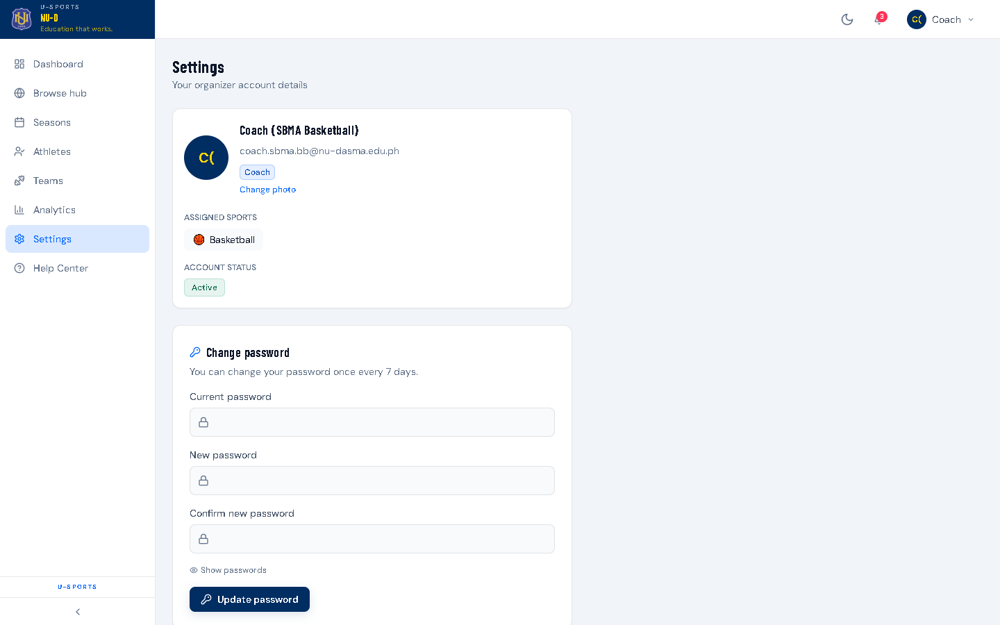 U-SPORTS
NU-D
Education that works.
3
C(
Coach
Dashboard
Browse hub
Seasons
Athletes
Teams
Analytics
Settings
Help Center
U-SPORTS
Settings
Your organizer account details
C(
Coach (SBMA Basketball)
coach.sbma.bb@nu-dasma.edu.ph
Coach
Change photo
ASSIGNED SPORTS
Basketball
ACCOUNT STATUS
Active
Change password
You can change your password once every 7 days.
Current password
New password
Confirm new password
Show passwords
Update password